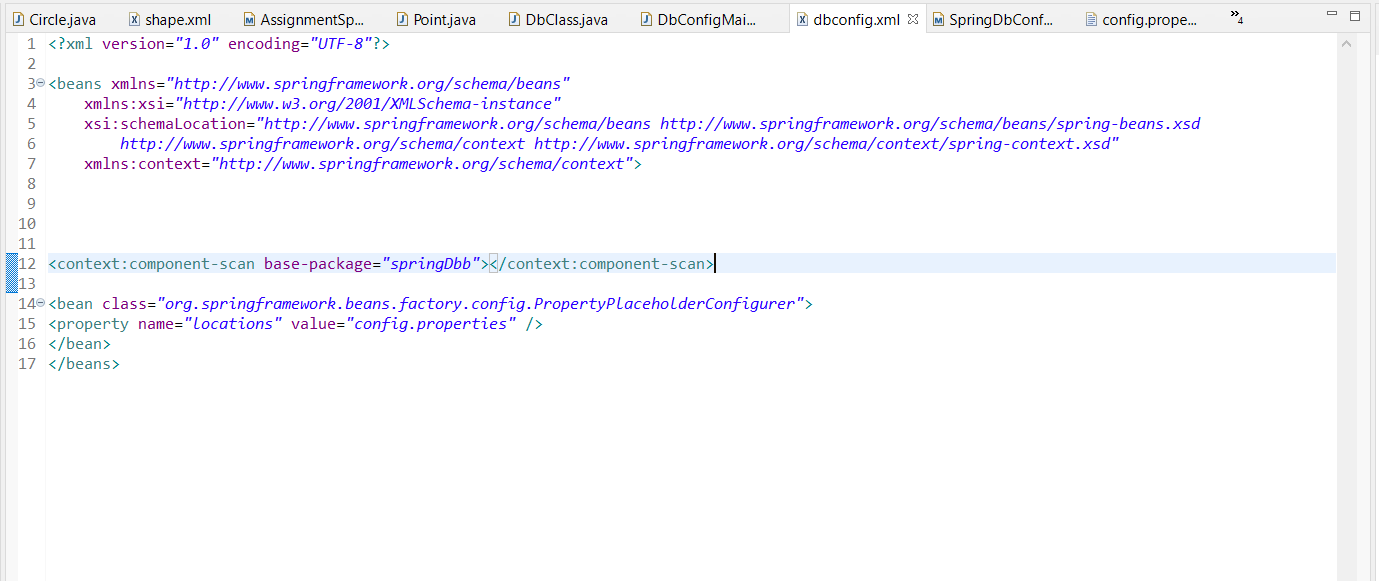 Circle.java shape.xml AssignmentSp... Point.java DbClass.java DbConfigMai... dbconfig.xml SpringDbConf... config.prope... »4
1 <?xml version="1.0" encoding="UTF-8"?>
2
3 <beans xmlns="http://www.springframework.org/schema/beans"
4 xmlns:xsi="http://www.w3.org/2001/XMLSchema-instance"
5 xsi:schemaLocation="http://www.springframework.org/schema/beans http://www.springframework.org/schema/beans/spring-beans.xsd
6 http://www.springframework.org/schema/context http://www.springframework.org/schema/context/spring-context.xsd"
7 xmlns:context="http://www.springframework.org/schema/context">
8
9
10
11
12 <context:component-scan base-package="springDbb"></context:component-scan>
13
14 <bean class="org.springframework.beans.factory.config.PropertyPlaceholderConfigurer">
15 <property name="locations" value="config.properties" />
16 </bean>
17 </beans>